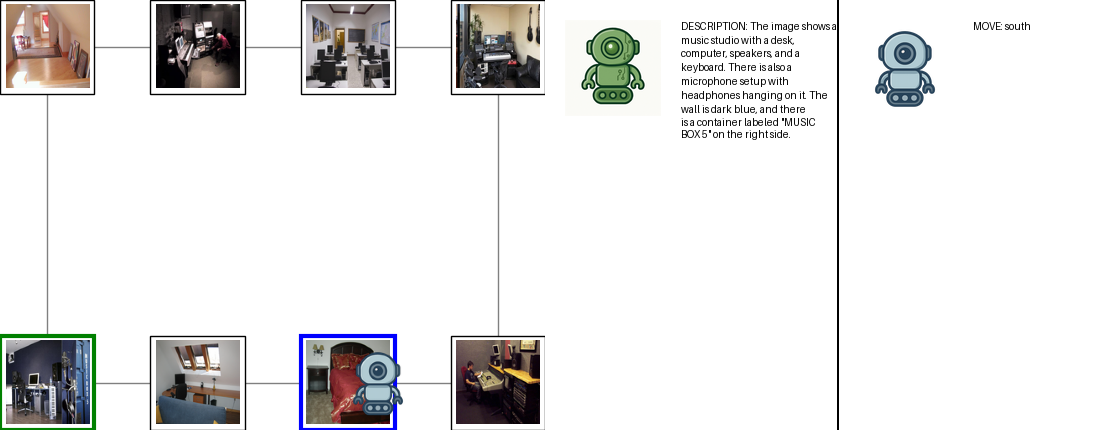 DESCRIPTION: The image shows a
music studio with a desk,
computer, speakers, and a
keyboard. There is also a
microphone setup with
headphones hanging on it. The
wall is dark blue, and there
is a container labeled "MUSIC
BOX 5" on the right side.
MOVE: south